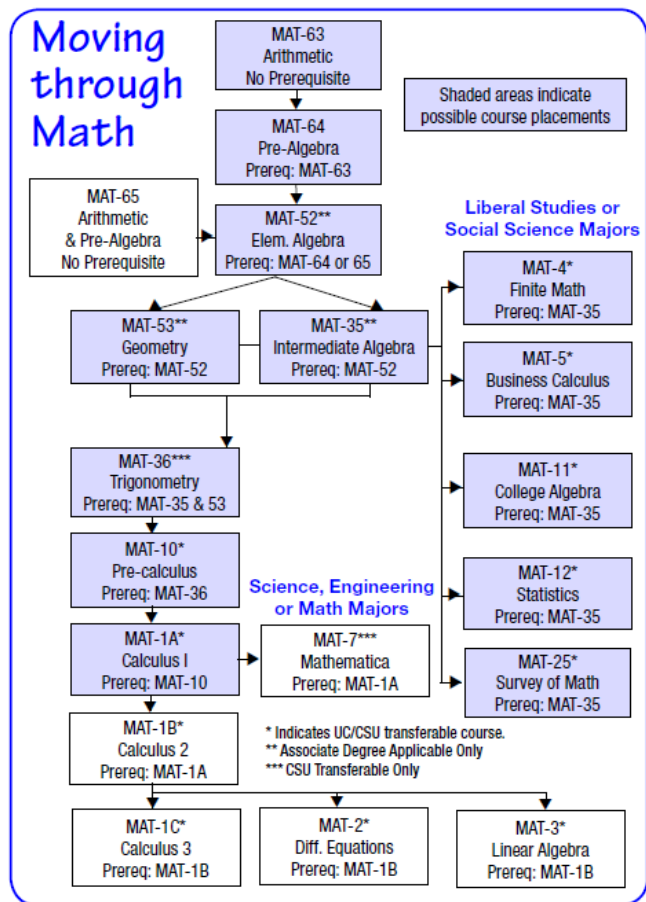 Moving
through
Math
MAT-63
Arithmetic
No Prerequisite
Shaded areas indicate
possible course placements
MAT-64
Pre-Algebra
Prereq: MAT-63
MAT-65
Arithmetic
& Pre-Algebra
No Prerequisite
MAT-52**
Elem. Algebra
Prereq: MAT-64 or 65
Liberal Studies or
Social Science Majors
MAT-4*
Finite Math
Prereq: MAT-35
MAT-53**
Geometry
Prereq: MAT-52
MAT-35**
Intermediate Algebra
Prereq: MAT-52
MAT-5*
Business Calculus
Prereq: MAT-35
MAT-36***
Trigonometry
Prereq: MAT-35 & 53
MAT-11*
College Algebra
Prereq: MAT-35
MAT-10*
Pre-calculus
Prereq: MAT-36
MAT-12*
Statistics
Prereq: MAT-35
Science, Engineering
or Math Majors
MAT-1A*
Calculus I
Prereq: MAT-10
MAT-7***
Mathematica
Prereq: MAT-1A
MAT-25*
Survey of Math
Prereq: MAT-35
MAT-1B*
Calculus 2
Prereq: MAT-1A
* Indicates UC/CSU transferable course.
** Associate Degree Applicable Only
*** CSU Transferable Only
MAT-1C*
Calculus 3
Prereq: MAT-1B
MAT-2*
Diff. Equations
Prereq: MAT-1B
MAT-3*
Linear Algebra
Prereq: MAT-1B